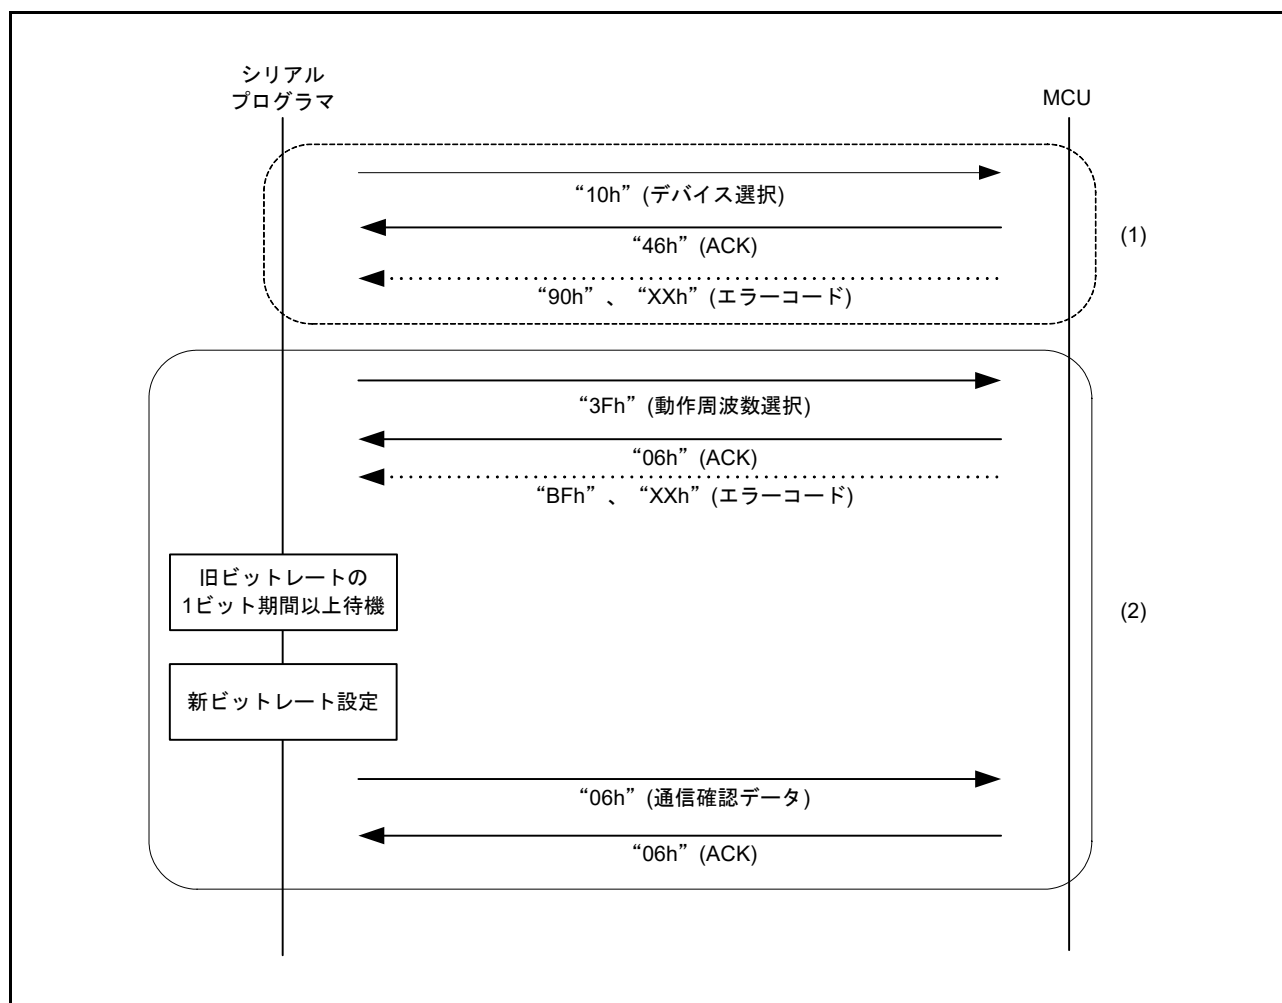 シリアル
プログラマ
MCU
“10h” (デバイス選択)
“46h” (ACK)
“90h” 、 “XXh” (エラーコード)
(1)
“3Fh” (動作周波数選択)
“06h” (ACK)
“BFh” 、 “XXh” (エラーコード)
旧ビットレートの
1ビット期間以上待機
(2)
新ビットレート設定
“06h” (通信確認データ)
“06h” (ACK)